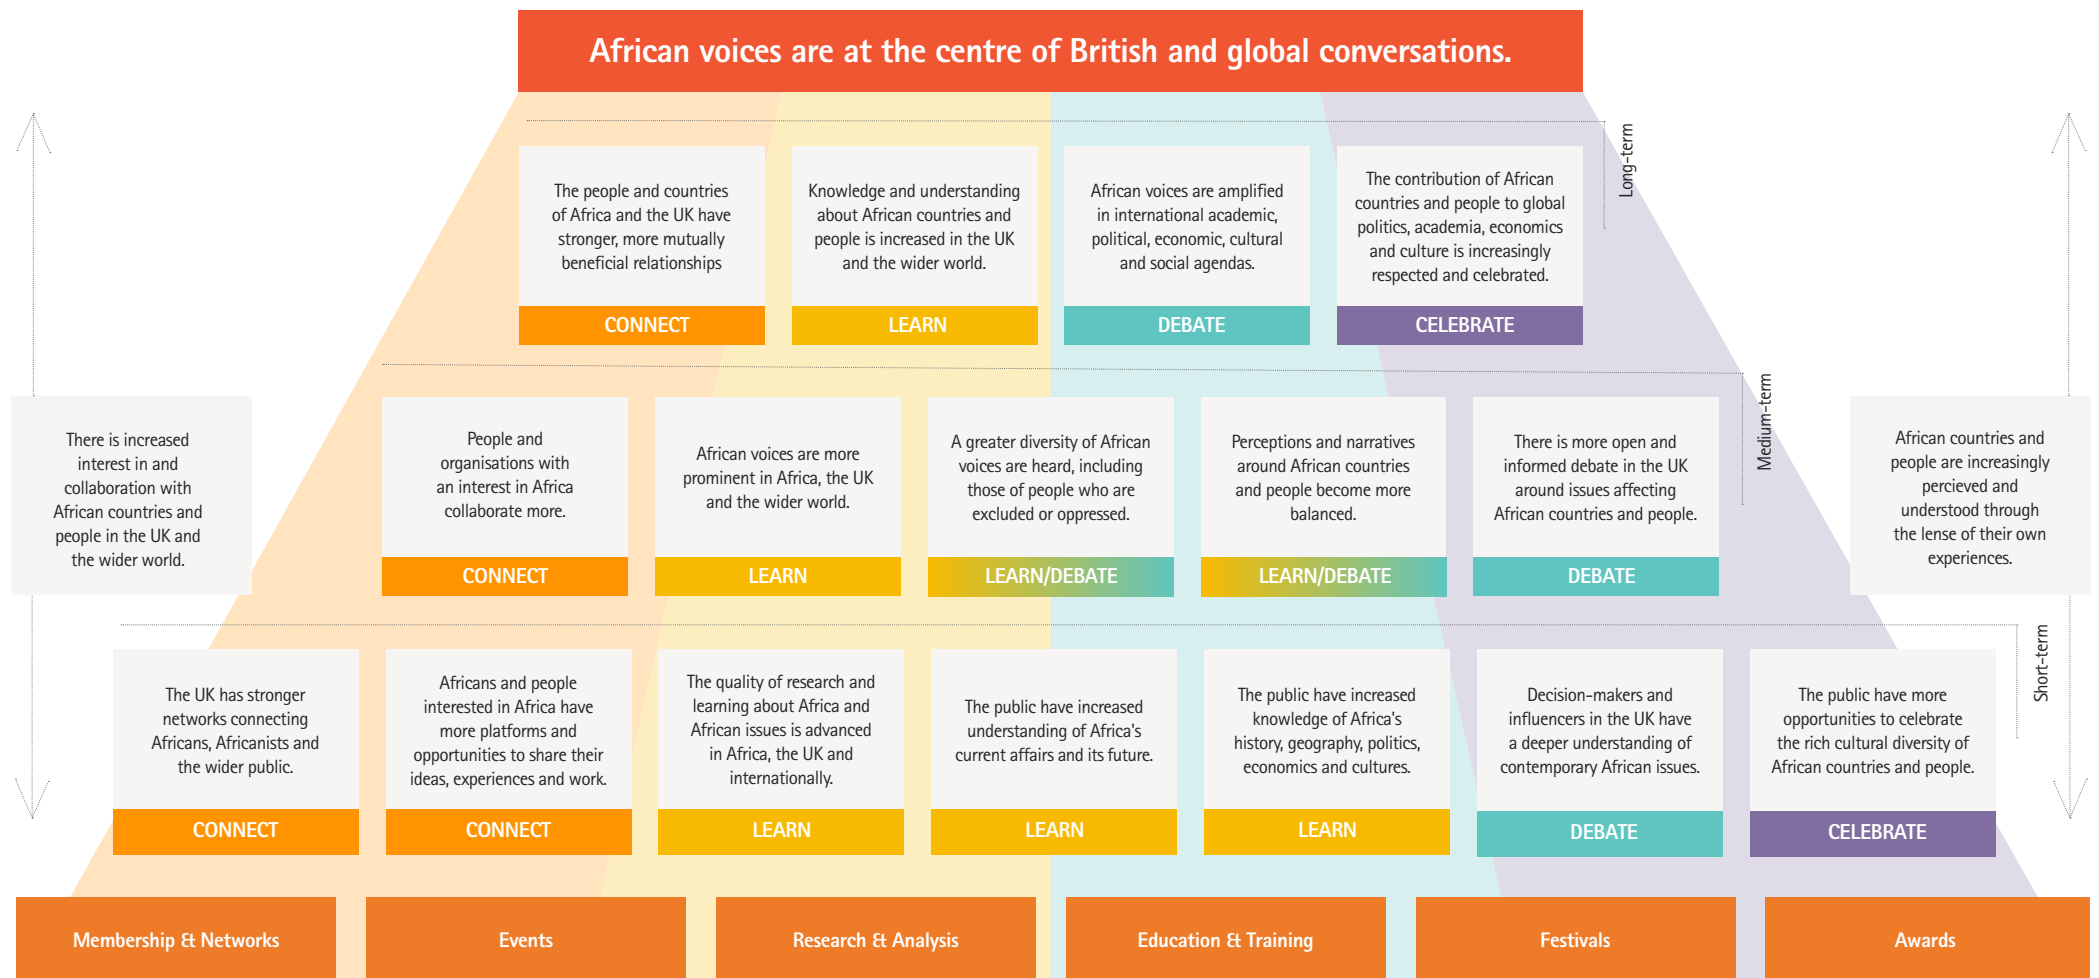 African voices are at the centre of British and global conversations.
Long-term
The people and countries
of Africa and the UK have
stronger, more mutually
beneficial relationships
CONNECT
Knowledge and understanding
about African countries and
people is increased in the UK
and the wider world.
LEARN
African voices are amplified
in international academic,
political, economic, cultural
and social agendas.
DEBATE
The contribution of African
countries and people to global
politics, academia, economics
and culture is increasingly
respected and celebrated.
CELEBRATE
Medium-term
There is increased
interest in and
collaboration with
African countries and
people in the UK and
the wider world.
People and
organisations with
an interest in Africa
collaborate more.
CONNECT
African voices are more
prominent in Africa, the UK
and the wider world.
LEARN
A greater diversity of African
voices are heard, including
those of people who are
excluded or oppressed.
LEARN/DEBATE
Perceptions and narratives
around African countries
and people become more
balanced.
LEARN/DEBATE
There is more open and
informed debate in the UK
around issues affecting
African countries and people.
DEBATE
African countries and
people are increasingly
percieved and
understood through
the lense of their own
experiences.
Short-term
The UK has stronger
networks connecting
Africans, Africanists and
the wider public.
CONNECT
Africans and people
interested in Africa have
more platforms and
opportunities to share their
ideas, experiences and work.
CONNECT
The quality of research and
learning about Africa and
African issues is advanced
in Africa, the UK and
internationally.
LEARN
The public have increased
understanding of Africa's
current affairs and its future.
LEARN
The public have increased
knowledge of Africa's
history, geography, politics,
economics and cultures.
LEARN
Decision-makers and
influencers in the UK have
a deeper understanding of
contemporary African issues.
DEBATE
The public have more
opportunities to celebrate
the rich cultural diversity of
African countries and people.
CELEBRATE
Membership & Networks
Events
Research & Analysis
Education & Training
Festivals
Awards